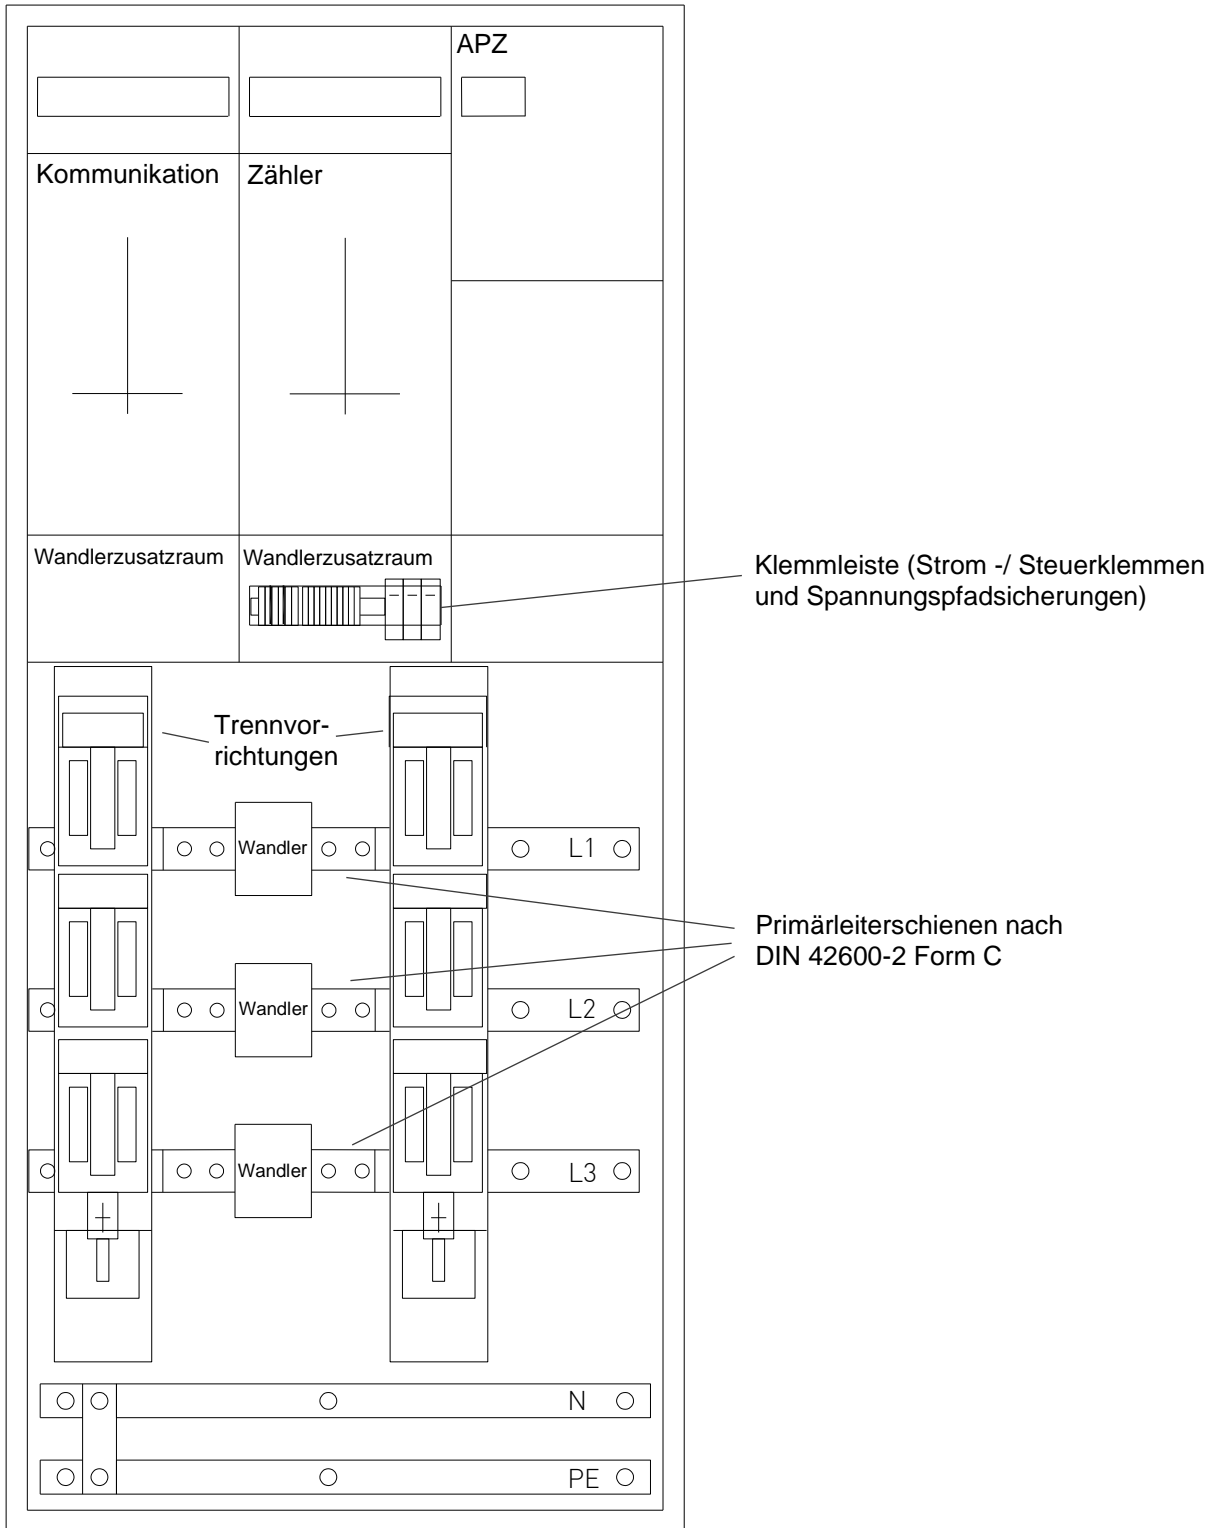 APZ
Kommunikation
Zähler
Wandlerzusatzraum
Wandlerzusatzraum
Klemmleiste (Strom -/ Steuerklemmen
und Spannungspfadsicherungen)
Trennvor-
richtungen
Wandler
L1
Primärleiterschienen nach
DIN 42600-2 Form C
Wandler
L2
Wandler
L3
N
PE